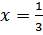 x = 1/3